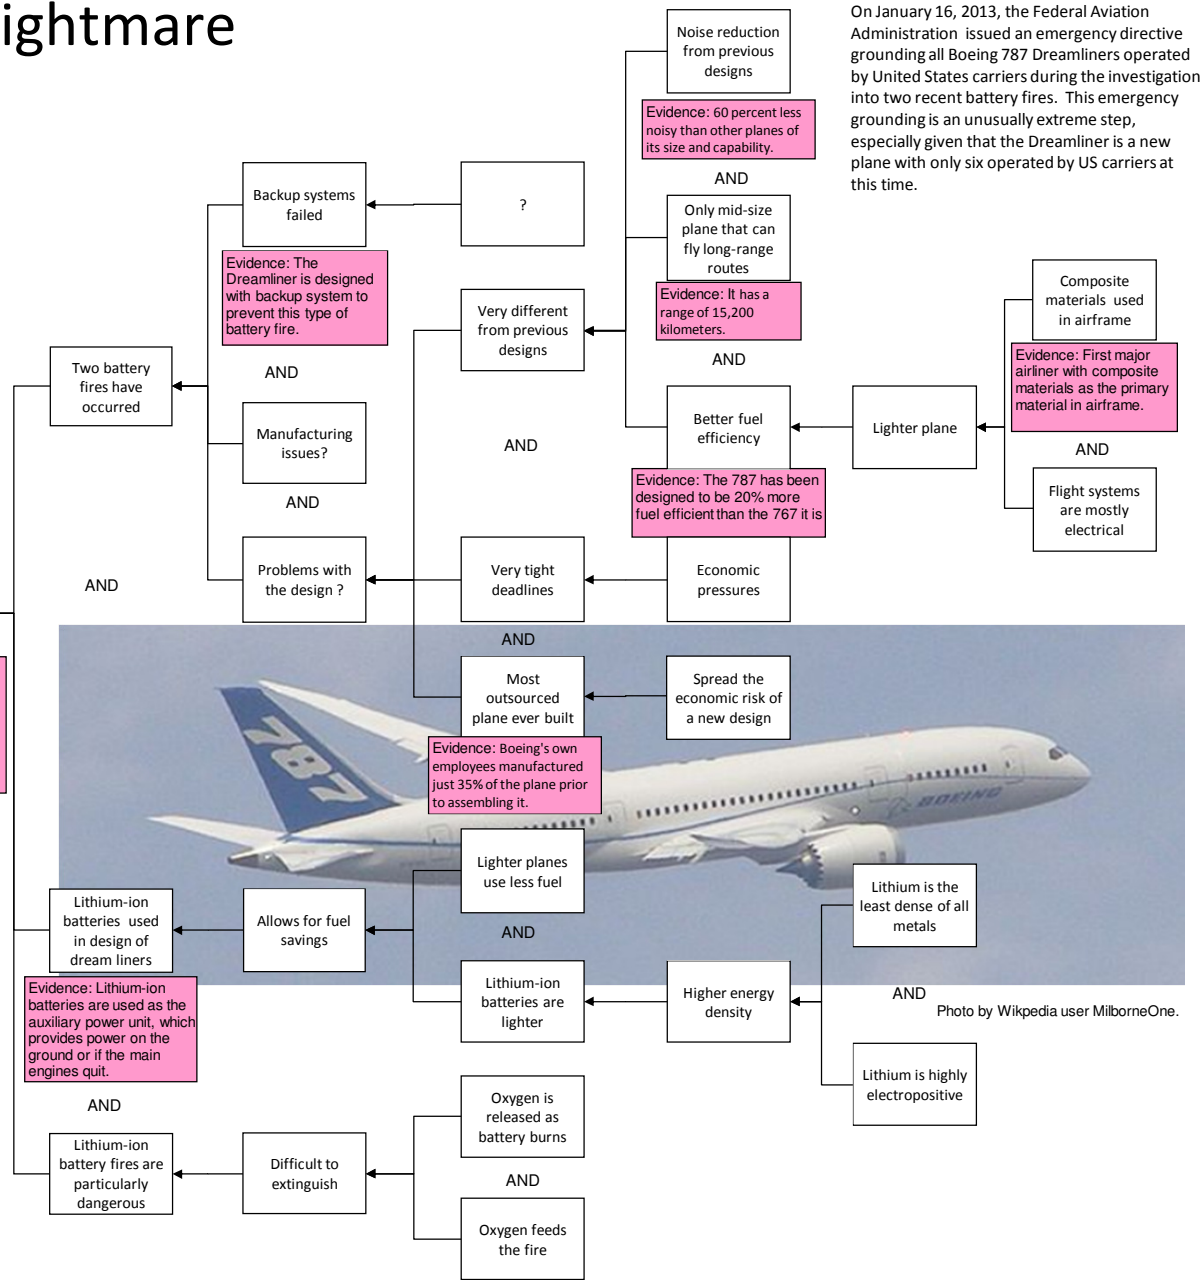 ightmare
On January 16, 2013, the Federal Aviation
Administration issued an emergency directive
grounding all Boeing 787 Dreamliners operated
by United States carriers during the investigation
into two recent battery fires. This emergency
grounding is an unusually extreme step,
especially given that the Dreamliner is a new
plane with only six operated by US carriers at
this time.
Noise reduction
from previous
designs
Evidence: 60 percent less
noisy than other planes of
its size and capability.
AND
Backup systems
failed
?
Only mid-size
plane that can
fly long-range
routes
Evidence: The
Dreamliner is designed
with backup system to
prevent this type of
battery fire.
Evidence: It has a
range of 15,200
kilometers.
Very different
from previous
designs
Composite
materials used
in airframe
Evidence: First major
airliner with composite
materials as the primary
material in airframe.
AND
AND
Two battery
fires have
occurred
Manufacturing
issues?
AND
Better fuel
efficiency
Lighter plane
AND
Evidence: The 787 has been
designed to be 20% more
fuel efficient than the 767 it is
Flight systems
are mostly
electrical
AND
AND
Problems with
the design ?
Very tight
deadlines
Economic
pressures
AND
Most
outsourced
plane ever built
Spread the
economic risk of
a new design
Evidence: Boeing's own
employees manufactured
just 35% of the plane prior
to assembling it.
787
BOEING
Lighter planes
use less fuel
Lithium is the
least dense of all
metals
Lithium-ion
batteries used
in design of
dream liners
Allows for fuel
savings
AND
Evidence: Lithium-ion
batteries are used as the
auxiliary power unit, which
provides power on the
ground or if the main
engines quit.
Lithium-ion
batteries are
lighter
Higher energy
density
AND
Photo by Wikpedia user MilborneOne.
Lithium is highly
electropositive
AND
Oxygen is
released as
battery burns
Lithium-ion
battery fires are
particularly
dangerous
Difficult to
extinguish
AND
Oxygen feeds
the fire